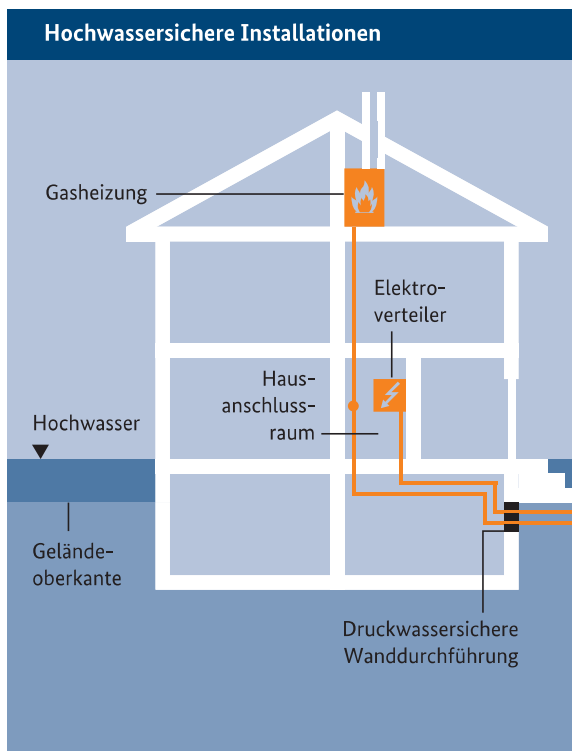 Hochwassersichere Installationen
Gasheizung
Elektro-
verteiler
Haus-
anschluss-
raum
Hochwasser
Gelände-
oberkante
Druckwassersichere
Wanddurchführung